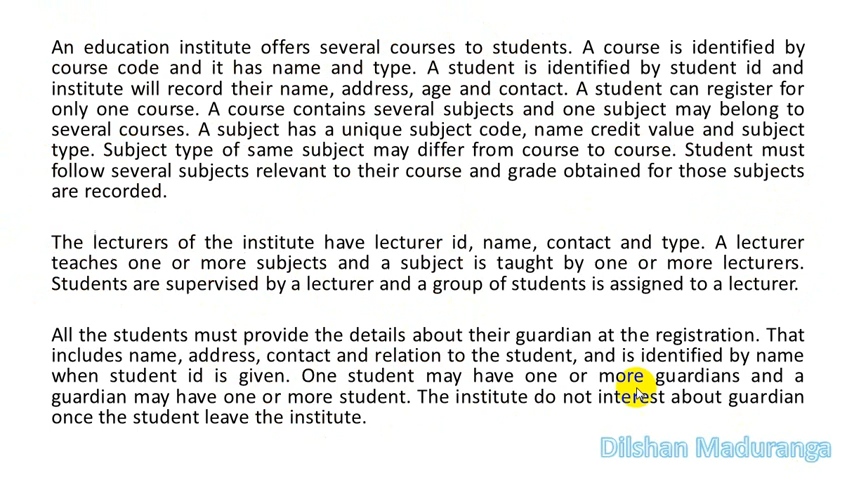 An education institute offers several courses to students. A course is identified by
course code and it has name and type. A student is identified by student id and
institute will record their name, address, age and contact. A student can register for
only one course. A course contains several subjects and one subject may belong to
several courses. A subject has a unique subject code, name credit value and subject
type. Subject type of same subject may differ from course to course. Student must
follow several subjects relevant to their course and grade obtained for those subjects
are recorded.
The lecturers of the institute have lecturer id, name, contact and type. A lecturer
teaches one or more subjects and a subject is taught by one or more lecturers.
Students are supervised by a lecturer and a group of students is assigned to a lecturer.
All the students must provide the details about their guardian at the registration. That
includes name, address, contact and relation to the student, and is identified by name
when student id is given. One student may have one or more guardians and a
guardian may have one or more student. The institute do not interest about guardian
once the student leave the institute.
Dilshan Maduranga